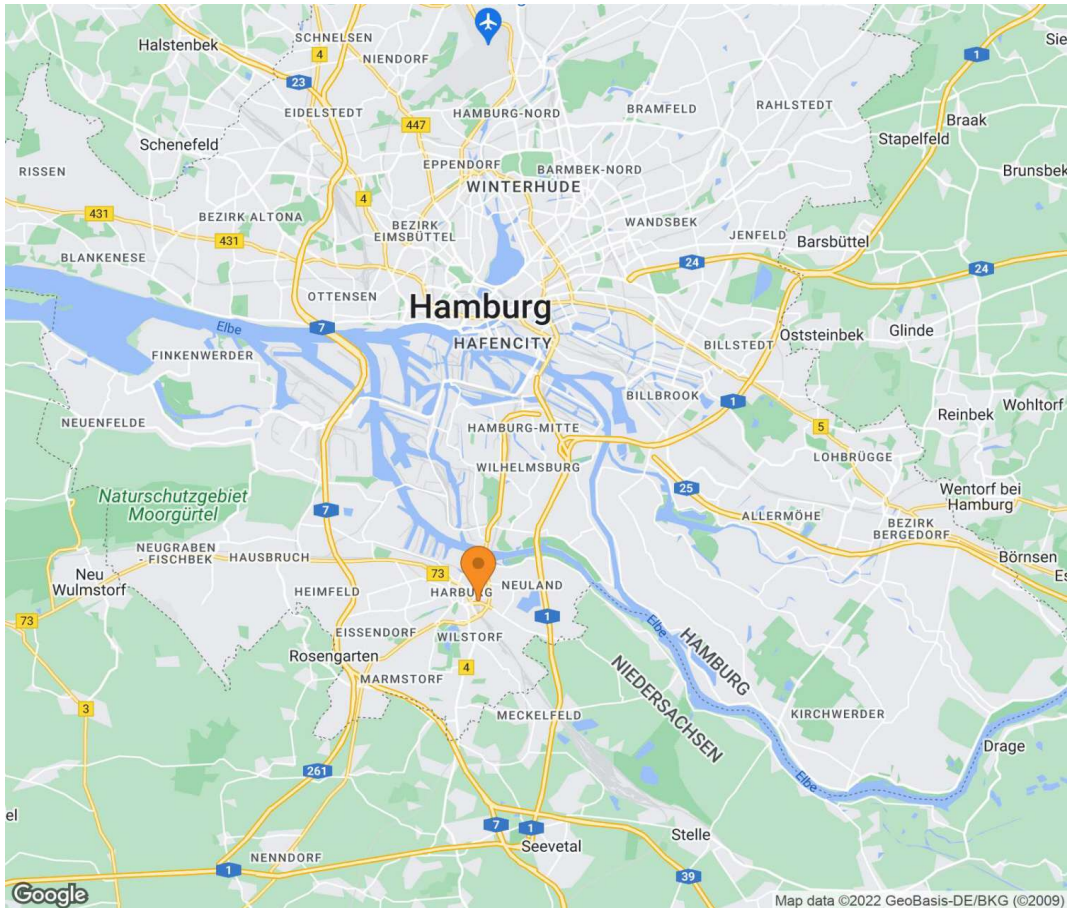 SCHNELSEN
Halstenbek
4
NIENDORF
1
Sie
23
EIDELSTEDT
447
HAMBURG-NORD
BRAMFELD
RAHLSTEDT
Braak
Stapelfeld
Schenefeld
EPPENDORF
BARMBEK-NORD
Brunsbek
RISSEN
WINTERHUDE
4
431
BEZIRK ALTONA
BEZIRK
EIMSBÜTTEL
WANDSBEK
JENFELD
431
Barsbüttel
BLANKENESE
24
24
OTTENSEN
Hamburg
Elbe
7
HAFENCITY
Oststeinbek
Glinde
FINKENWERDER
BILLSTEDT
BILLBROOK
1
Wohltorf
Reinbek
NEUENFELDE
HAMBURG-MITTE
5
LOHBRÜGGE
WILHELMSBURG
25
Wentorf bei
Hamburg
Naturschutzgebiet
Moorgürtel
7
ALLERMÖHE
BEZIRK
BERGEDORF
NEUGRABEN
- FISCHBEK
HAUSBRUCH
Börnsen
Es
Neu
Wulmstorf
73
HARBURG
NEULAND
HEIMFELD
1
73
EISSENDORF
WILSTORF
Elbe
HAMBURG
Rosengarten
4
MARMSTORF
NIEDERSACHSEN
3
MECKELFELD
KIRCHWERDER
Drage
261
Elbe
el
7
1
Stelle
Seevetal
NENNDORF
1
39
Google
Map data ©2022 GeoBasis-DE/BKG (©2009)